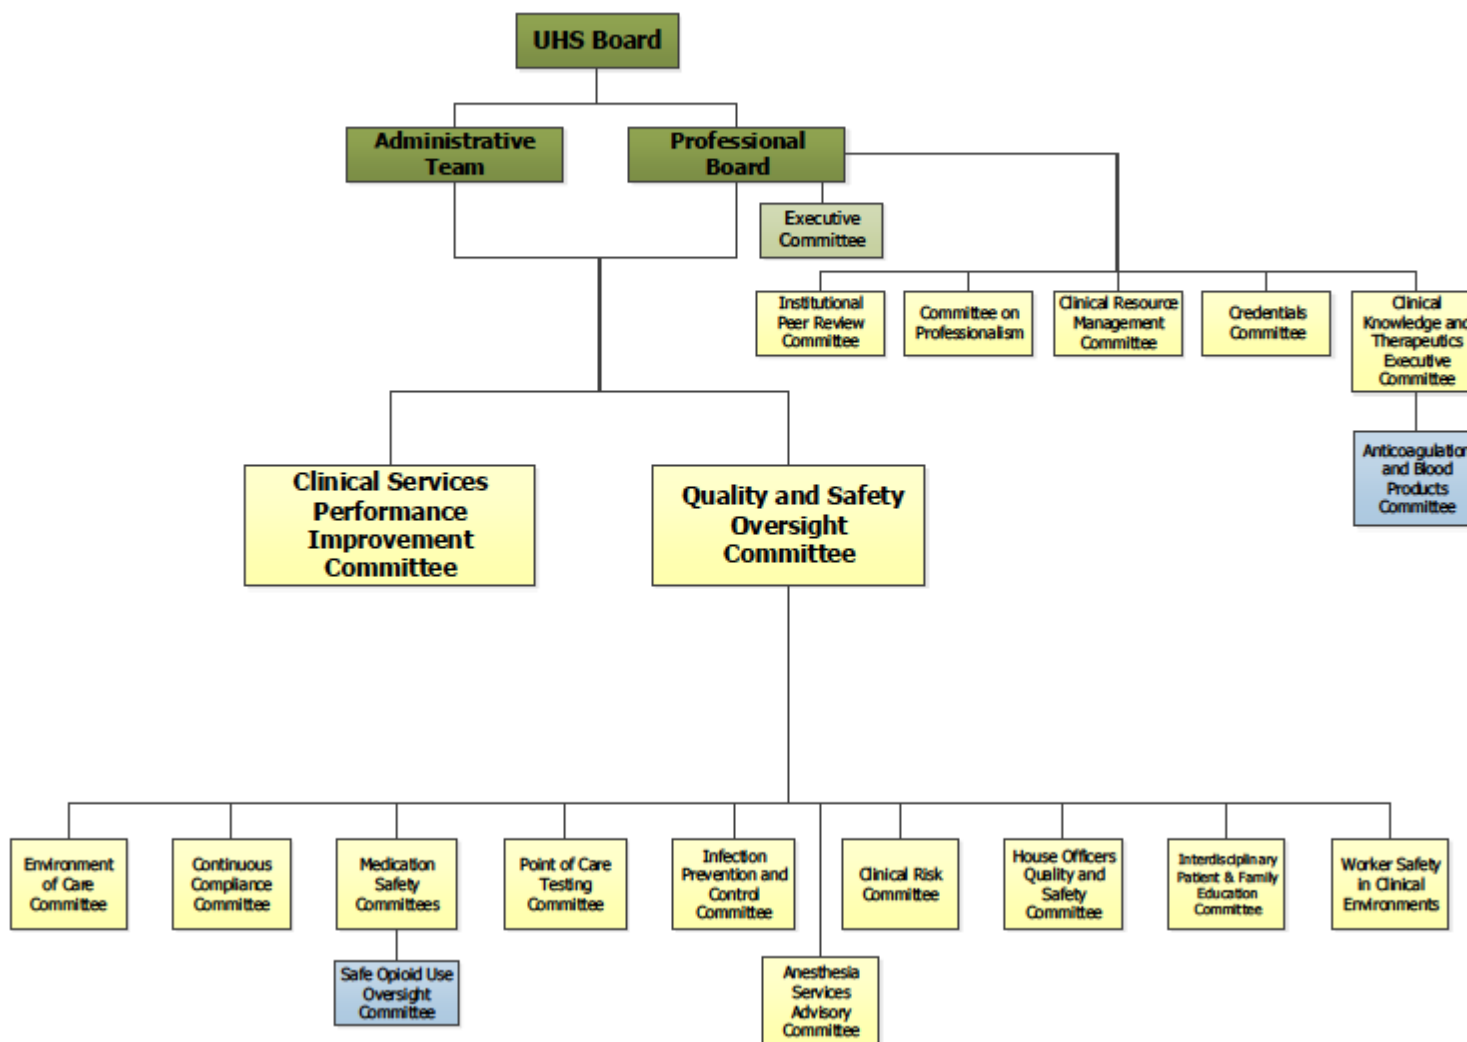 UHS Board
Administrative
Team
Professional
Board
Executive
Committee
Institutional
Peer Review
Committee
Committee on
Professionalism
Clinical Resource
Management
Committee
Credentials
Committee
Clinical
Knowledge and
Therapeutics
Executive
Committee
Anticoagulation
and Blood
Products
Committee
Clinical Services
Performance
Improvement
Committee
Quality and Safety
Oversight
Committee
Environment
of Care
Committee
Continuous
Compliance
Committee
Medication
Safety
Committees
Point of Care
Testing
Committee
Infection
Prevention and
Control
Committee
Clinical Risk
Committee
House Officers
Quality and
Safety
Committee
Interdisciplinary
Patient & Family
Education
Committee
Worker Safety
in Clinical
Environments
Safe Opioid Use
Oversight
Committee
Anesthesia
Services
Advisory
Committee